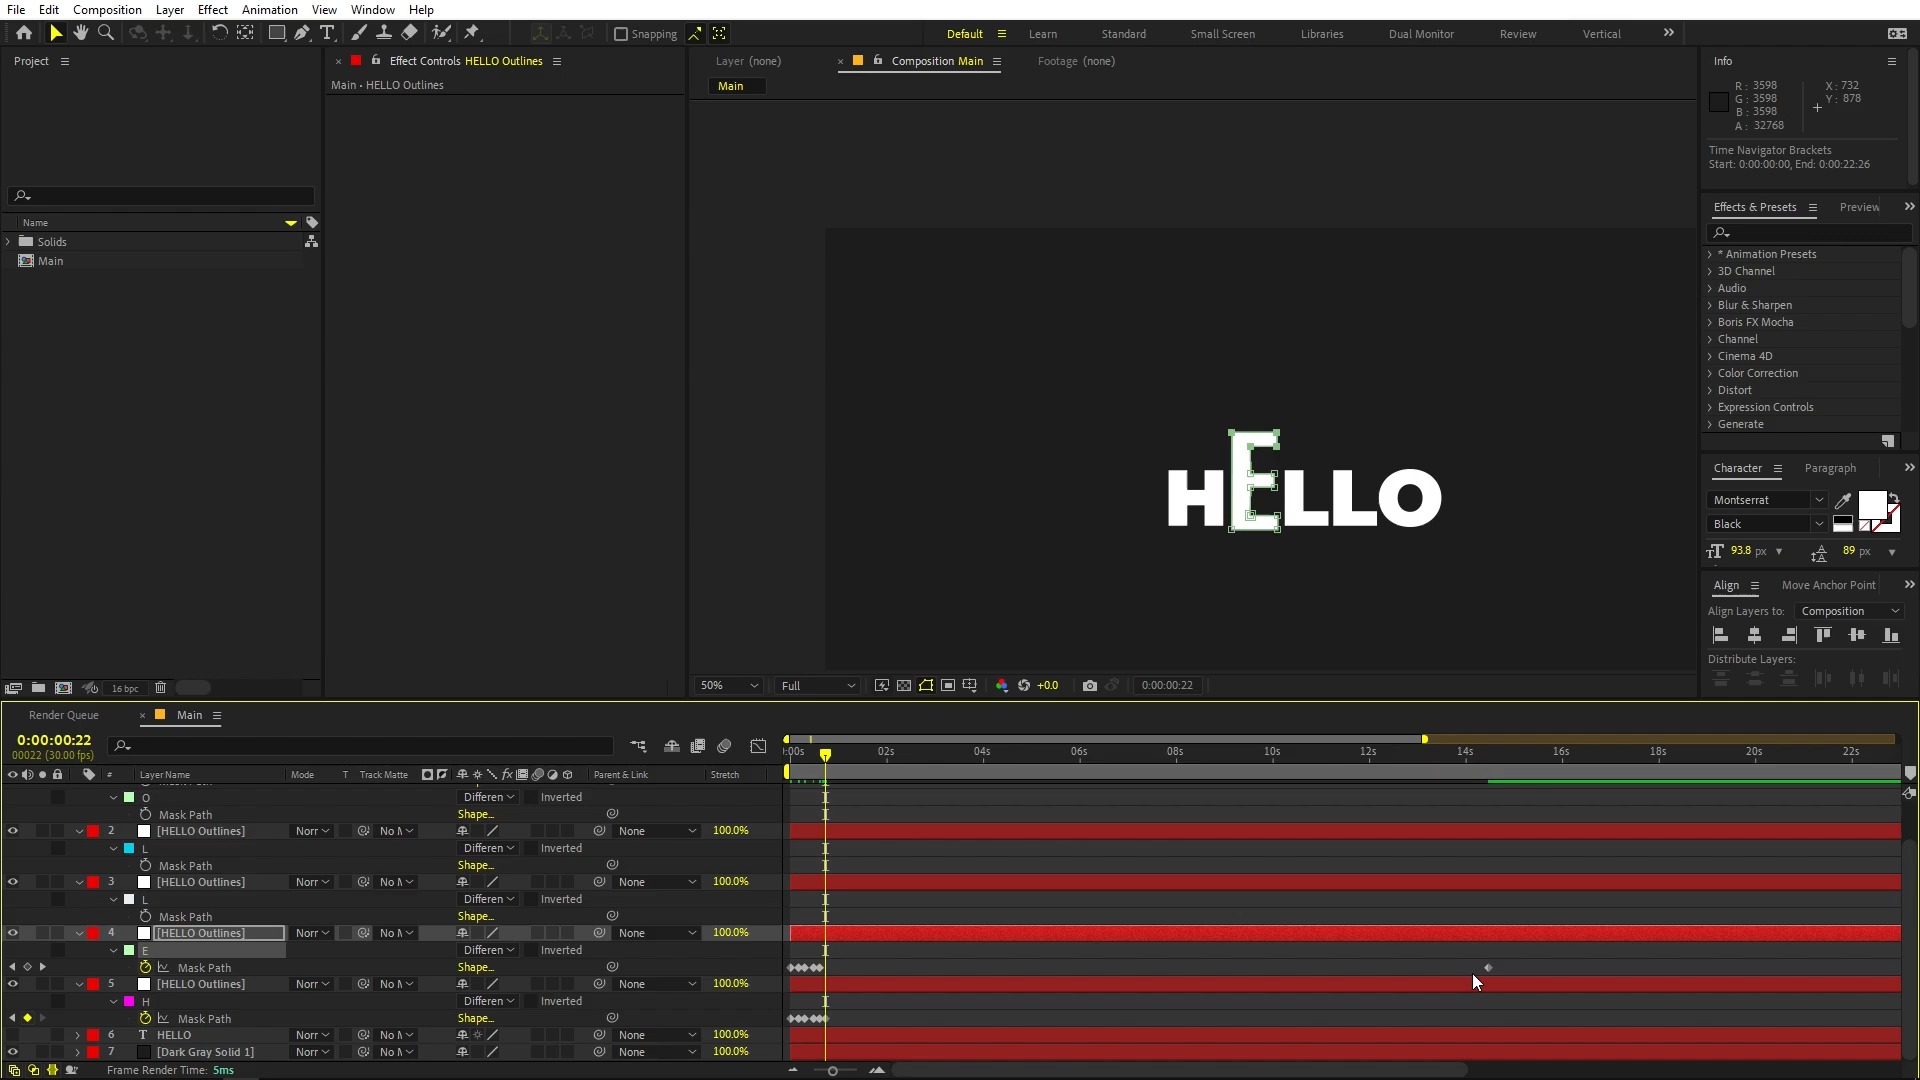 File Edit Composition Layer Effect Animation View Window Help
Snapping
Default Learn Standard Small Screen Libraries Dual Monitor Review Vertical
Project
Effect Controls HELLO Outlines
Main • HELLO Outlines
Layer (none)
Composition Main
Footage (none)
Main
Info
R: 3598
G: 3598
B: 3598
A: 32768
X: 732
Y: 878
Time Navigator Brackets
Start: 0:00:00:00, End: 0:00:22:26
Effects & Presets
Preview
* Animation Presets
3D Channel
Audio
Blur & Sharpen
Boris FX Mocha
Channel
Cinema 4D
Color Correction
Distort
Expression Controls
Generate
Name
Solids
Main
HELLO
Character
Paragraph
Montserrat
Black
93.8 px
89 px
Align
Move Anchor Point
Align Layers to: Composition
Distribute Layers:
16 bpc
50%
Full
+0.0
0:00:00:22
Render Queue
Main
0:00:00:22
00022 (30.00 fps)
:00s 02s 04s 06s 08s 10s 12s 14s 16s 18s 20s 22s
# Layer Name Mode T Track Matte Parent & Link Stretch
O Differen Inverted
Mask Path Shape...
2 [HELLO Outlines] Norr No M None 100.0%
L Differen Inverted
Mask Path Shape...
3 [HELLO Outlines] Norr No M None 100.0%
L Differen Inverted
Mask Path Shape...
4 [HELLO Outlines] Norr No M None 100.0%
E Differen Inverted
Mask Path Shape...
5 [HELLO Outlines] Norr No M None 100.0%
H Differen Inverted
Mask Path Shape...
6 T HELLO Norr No M None 100.0%
7 [Dark Gray Solid 1] Norr No M None 100.0%
Frame Render Time: 5ms